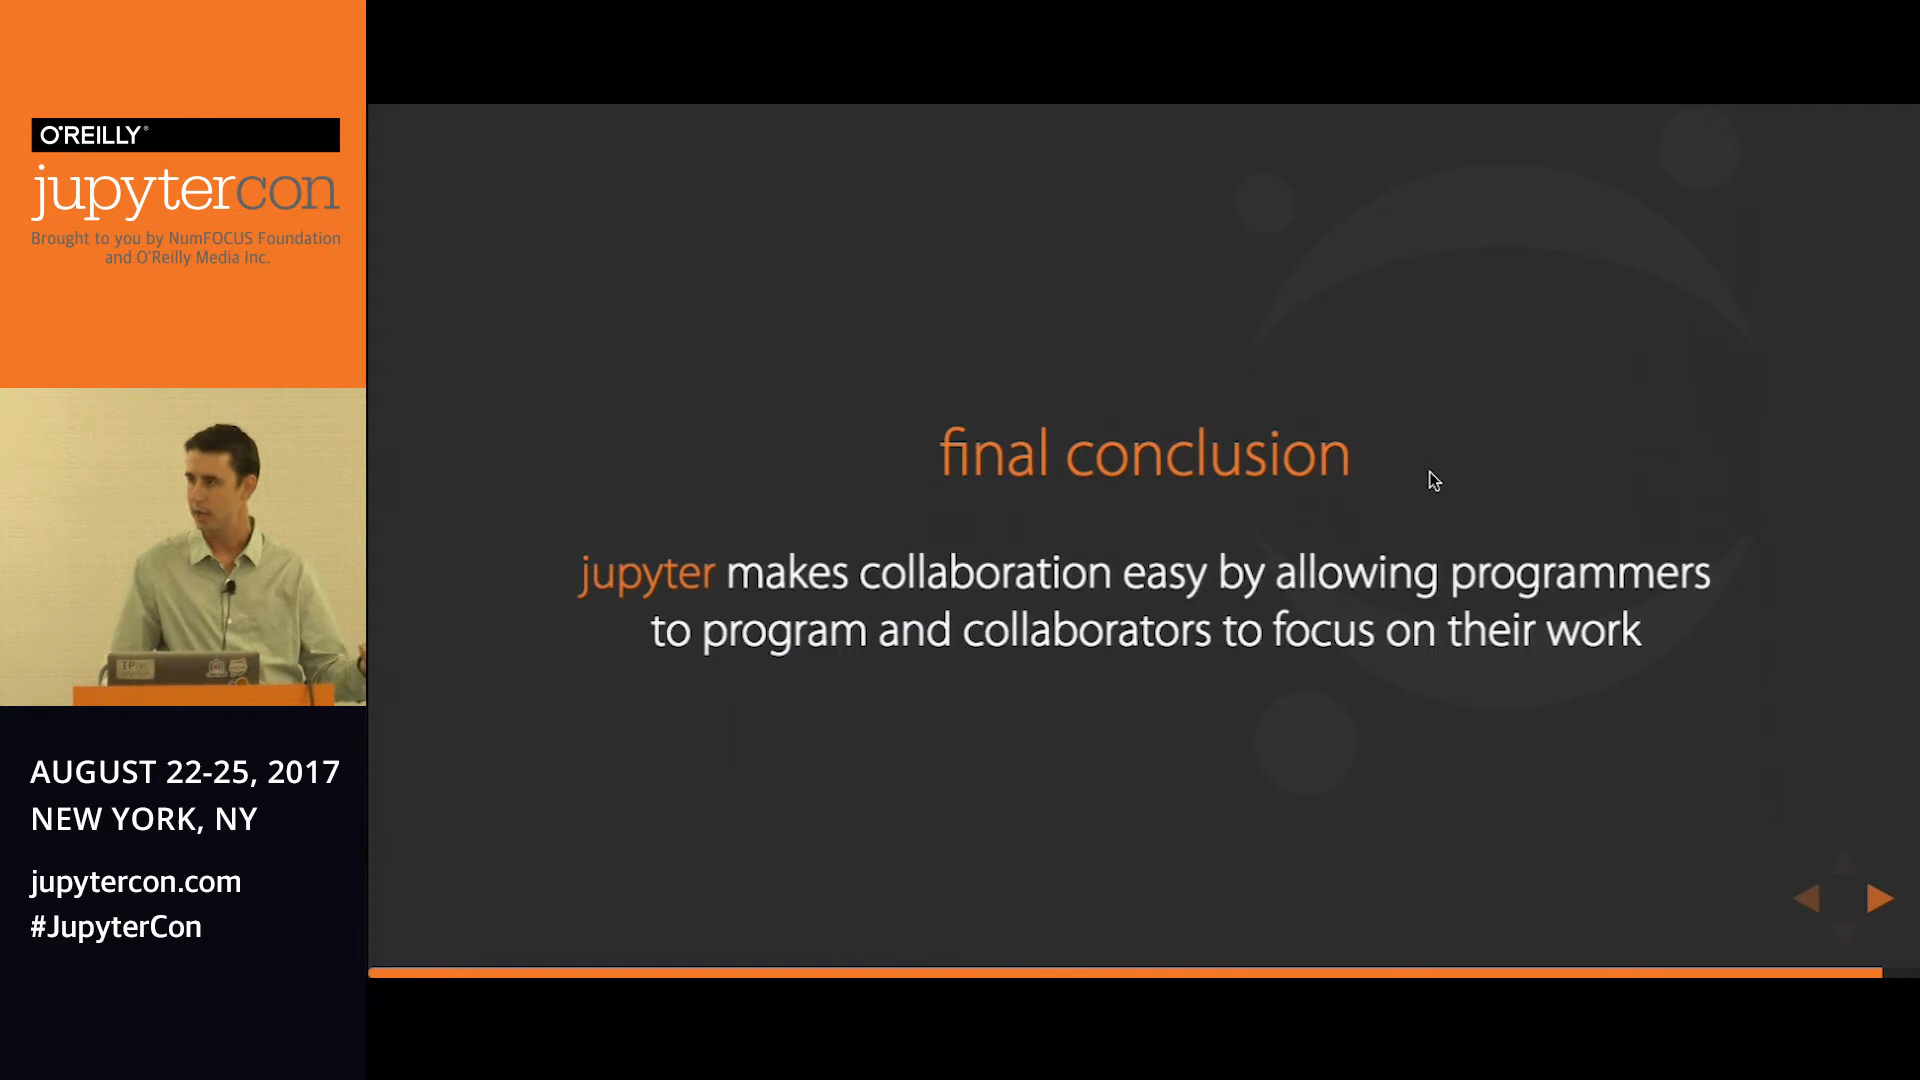 O'REILLY®
jupytercon
Brought to you by NumFOCUS Foundation
and O'Reilly Media Inc.
AUGUST 22-25, 2017
NEW YORK, NY
jupytercon.com
#JupyterCon
final conclusion
jupyter makes collaboration easy by allowing programmers
to program and collaborators to focus on their work